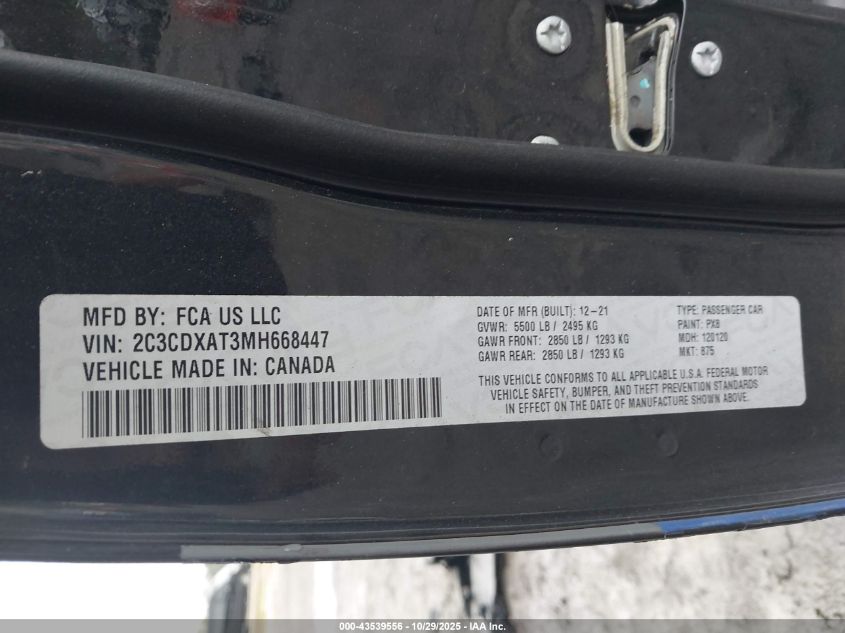 MFD BY: FCA US LLC
VIN: 2C3CDXAT3MH668447
VEHICLE MADE IN: CANADA
DATE OF MFR (BUILT): 12-21
GVWR: 5500 LB / 2495 KG
GAWR FRONT: 2850 LB / 1293 KG
GAWR REAR: 2850 LB / 1293 KG
TYPE: PASSENGER CAR
PAINT: PX8
MDH: 120120
MKT: 875
THIS VEHICLE CONFORMS TO ALL APPLICABLE U.S.A. FEDERAL MOTOR
VEHICLE SAFETY, BUMPER, AND THEFT PREVENTION STANDARDS
IN EFFECT ON THE DATE OF MANUFACTURE SHOWN ABOVE.
000-43539556 - 10/29/2025 - IAA Inc.